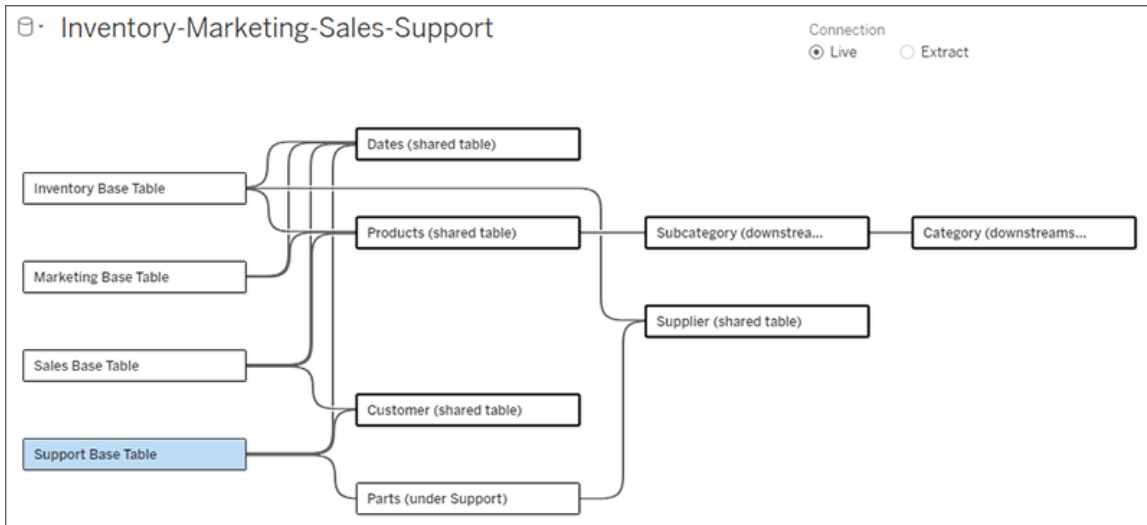 Inventory-Marketing-Sales-Support
Connection
Live
Extract
Dates (shared table)
Inventory Base Table
Products (shared table)
Subcategory (downstrea...
Category (downstreams...
Marketing Base Table
Supplier (shared table)
Sales Base Table
Customer (shared table)
Support Base Table
Parts (under Support)